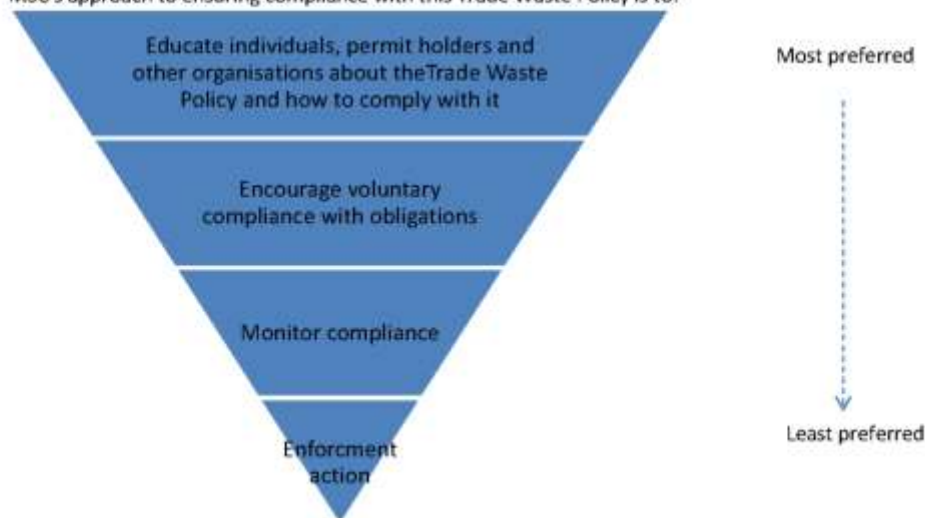 approach to ensuring compliance with this Trade Waste Policy is to:
Educate individuals, permit holders and
other organisations about theTrade Waste
Policy and how to comply with it
Most preferred
Encourage voluntary
compliance with obligations
Monitor compliance
Least preferred
Enforcment
action